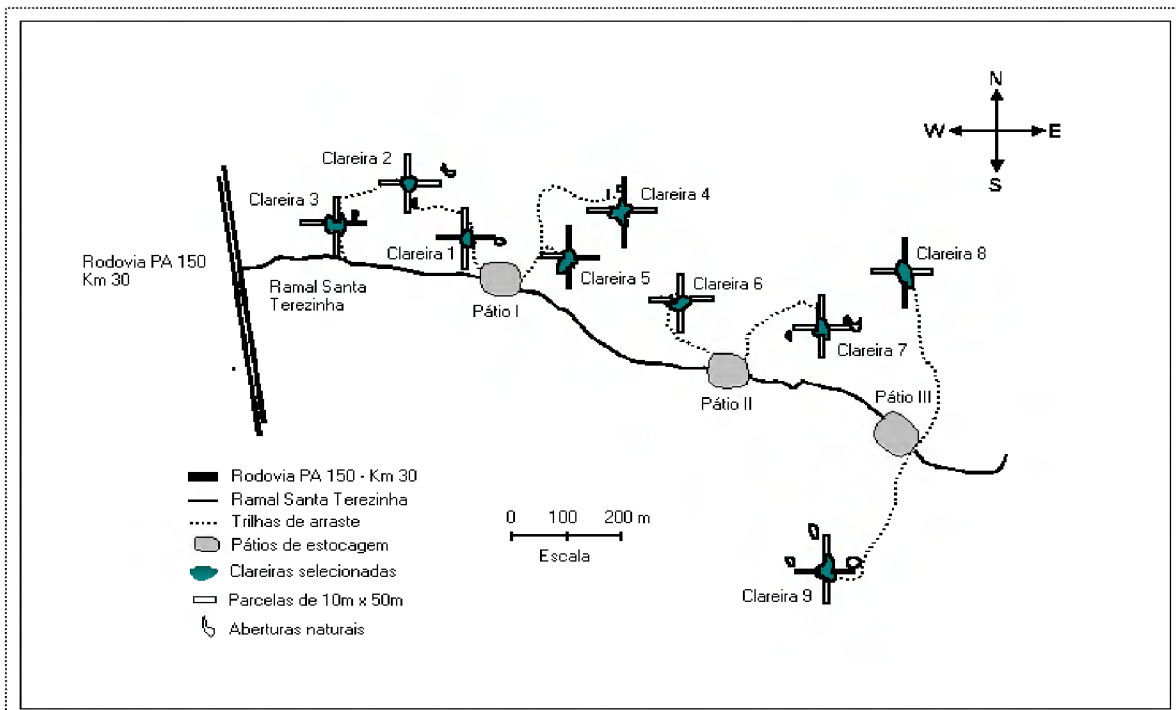 N
W E
S
Clareira 2
Clareira 3
Clareira 4
Clareira 1
Clareira 5
Clareira 6
Clareira 8
Rodovia PA 150
Km 30
Ramal Santa
Terezinha
Pátio I
Clareira 7
Pátio II
Pátio III
Rodovia PA 150 - Km 30
Ramal Santa Terezinha
Trilhas de arraste
Pátios de estocagem
Clareiras selecionadas
Parcelas de 10m x 50m
Aberturas naturais
0 100 200 m
Escala
Clareira 9